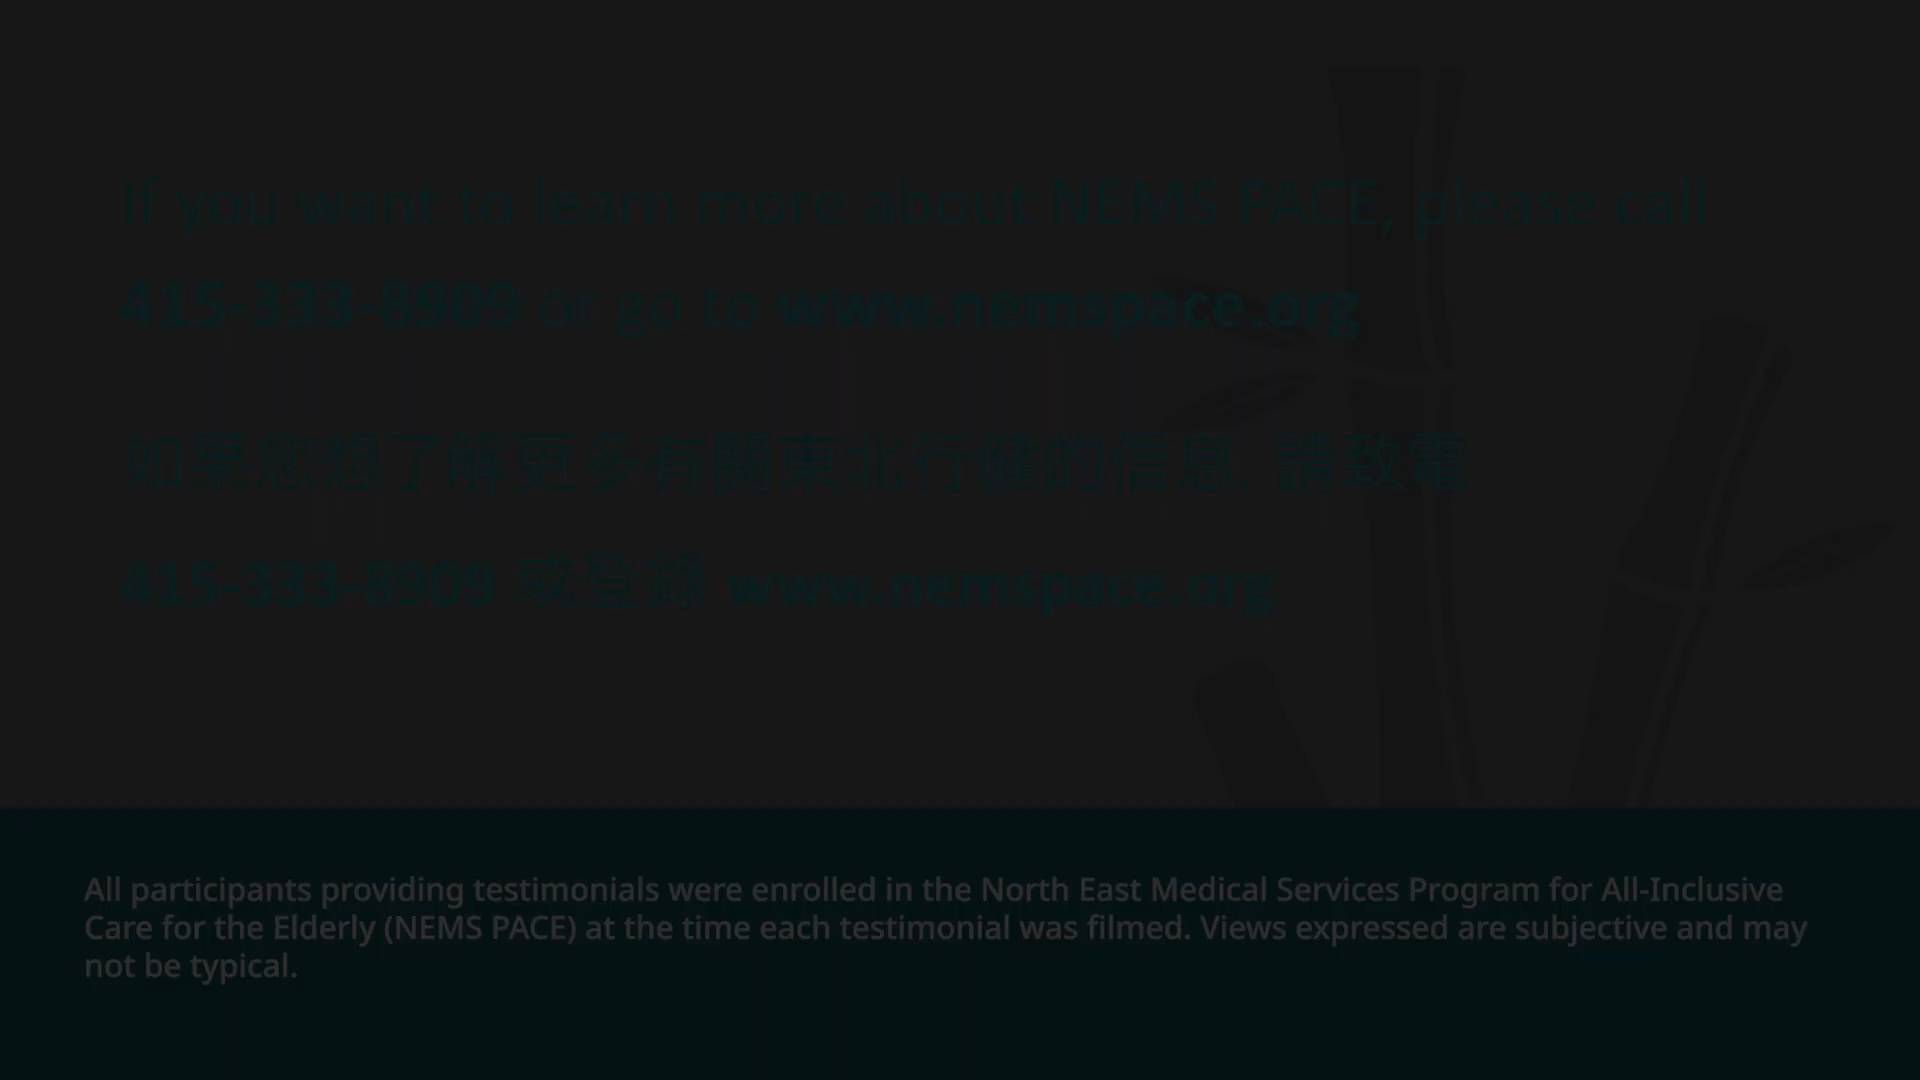 If you want to learn more about NEMS PACE, please call
415-333-8909 or go to www.nemspace.org
如果您想了解更多有關東北行健的信息, 請致電
415-333-8909 或登錄 www.nemspace.org
All participants providing testimonials were enrolled in the North East Medical Services Program for All-Inclusive
Care for the Elderly (NEMS PACE) at the time each testimonial was filmed. Views expressed are subjective and may
not be typical.